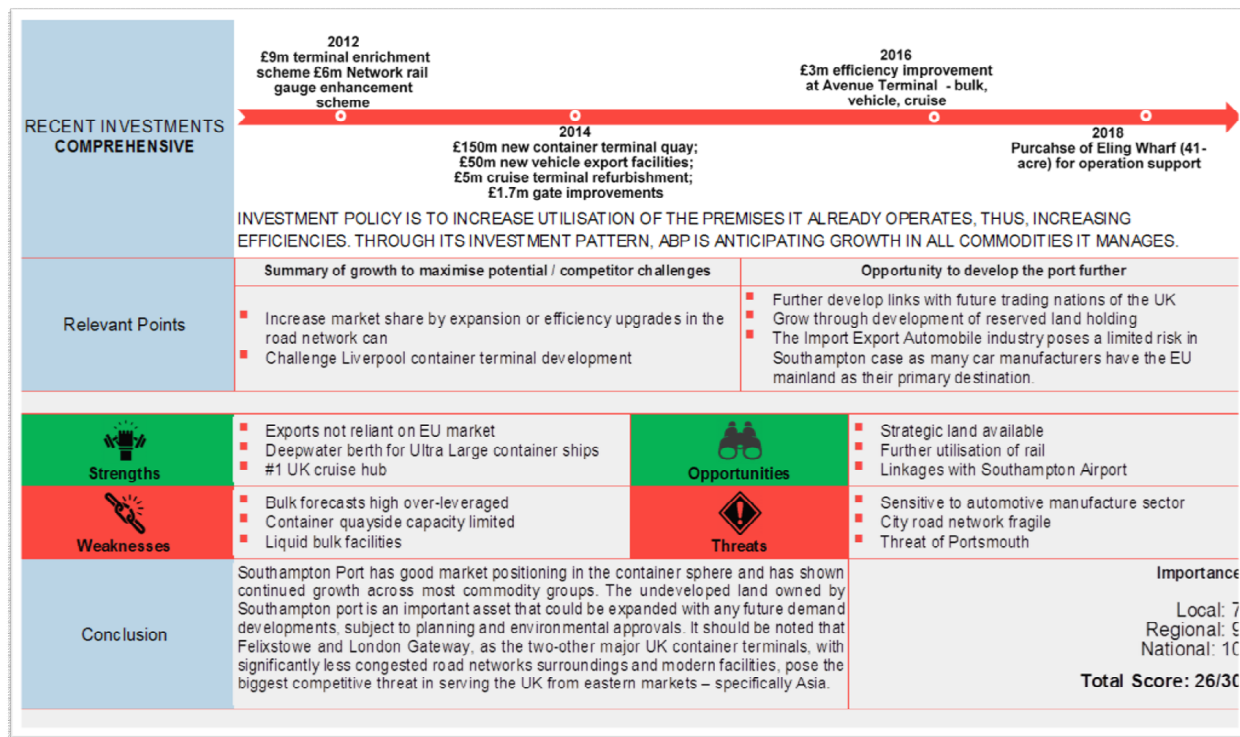 RECENT INVESTMENTS
COMPREHENSIVE
2012
£9m terminal enrichment
scheme £6m Network rail
gauge enhancement
scheme
2014
£150m new container terminal quay;
£50m new vehicle export facilities;
£5m cruise terminal refurbishment;
£1.7m gate improvements
2016
£3m efficiency improvement
at Avenue Terminal - bulk,
vehicle, cruise
2018
Purcahse of Eling Wharf (41-
acre) for operation support
INVESTMENT POLICY IS TO INCREASE UTILISATION OF THE PREMISES IT ALREADY OPERATES, THUS, INCREASING
EFFICIENCIES. THROUGH ITS INVESTMENT PATTERN, ABP IS ANTICIPATING GROWTH IN ALL COMMODITIES IT MANAGES.
Relevant Points
Summary of growth to maximise potential / competitor challenges
Increase market share by expansion or efficiency upgrades in the
road network can
Challenge Liverpool container terminal development
Opportunity to develop the port further
Further develop links with future trading nations of the UK
Grow through development of reserved land holding
The Import Export Automobile industry poses a limited risk in
Southampton case as many car manufacturers have the EU
mainland as their primary destination.
Strengths
Exports not reliant on EU market
Deepwater berth for Ultra Large container ships
#1 UK cruise hub
Opportunities
Strategic land available
Further utilisation of rail
Linkages with Southampton Airport
Weaknesses
Bulk forecasts high over-leveraged
Container quayside capacity limited
Liquid bulk facilities
Threats
Sensitive to automotive manufacture sector
City road network fragile
Threat of Portsmouth
Conclusion
Southampton Port has good market positioning in the container sphere and has shown
continued growth across most commodity groups. The undeveloped land owned by
Southampton port is an important asset that could be expanded with any future demand
developments, subject to planning and environmental approvals. It should be noted that
Felixstowe and London Gateway, as the two-other major UK container terminals, with
significantly less congested road networks surroundings and modern facilities, pose the
biggest competitive threat in serving the UK from eastern markets – specifically Asia.
Importance
Local: 7
Regional: 9
National: 10
Total Score: 26/30